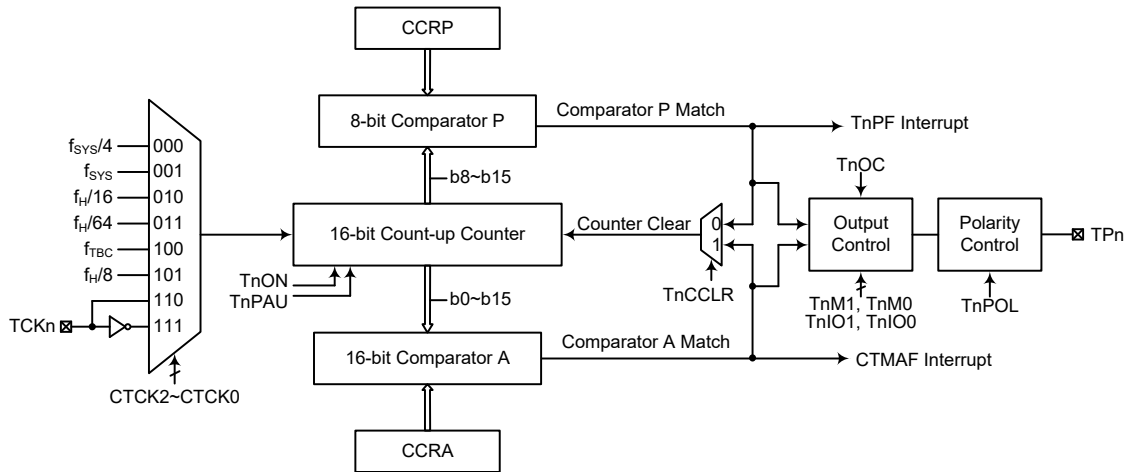 CCRP
8-bit Comparator P
Comparator P Match
TnPF Interrupt
b8~b15
TnOC
fSYS/4
000
fSYS
001
fH/16
010
fH/64
011
fTBC
100
fH/8
101
110
111
TCKn
CTCK2~CTCK0
16-bit Count-up Counter
Counter Clear
0
1
TnCCLR
Output
Control
Polarity
Control
TPn
TnON
TnPAU
b0~b15
TnM1, TnM0
TnIO1, TnIO0
TnPOL
16-bit Comparator A
Comparator A Match
CTMAF Interrupt
CCRA